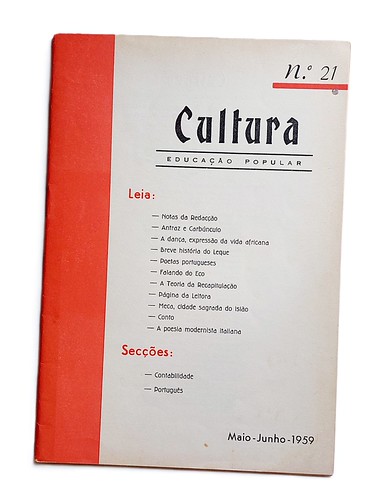 n.º 21
Cultura
EDUCAÇÃO POPULAR
Leia:
— Notas da Redacção
— Antraz e Carbúnculo
— A dança, expressão da vida africana
— Breve história do Leque
— Poetas portugueses
— Falando do Eco
— A Teoria da Recapitulação
— Página da Leitora
— Meca, cidade sagrada do Islão
— Conto
— A poesia modernista italiana
Secções:
— Contabilidade
— Português
Maio-Junho-1959